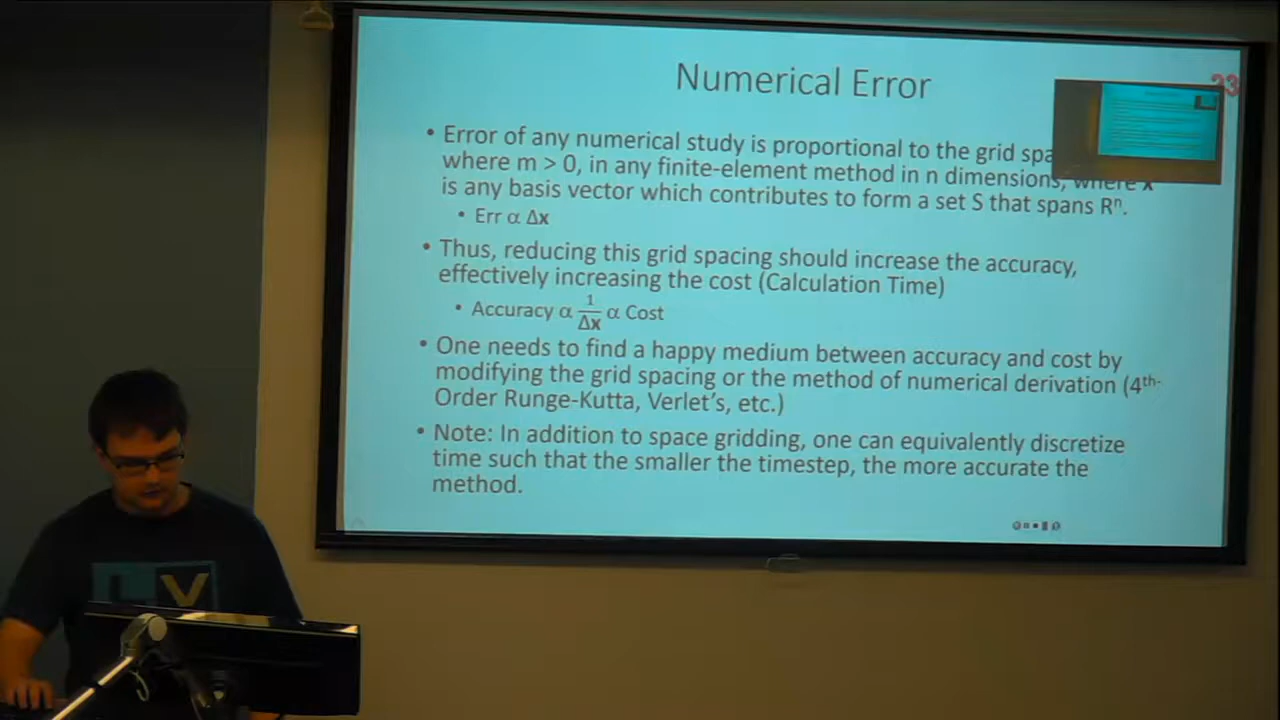 Numerical Error
23
• Error of any numerical study is proportional to the grid spa
where m > 0, in any finite-element method in n dimensions, where x
is any basis vector which contributes to form a set S that spans Rⁿ.
• Err α Δx
• Thus, reducing this grid spacing should increase the accuracy,
effectively increasing the cost (Calculation Time)
• Accuracy α 1/Δx α Cost
• One needs to find a happy medium between accuracy and cost by
modifying the grid spacing or the method of numerical derivation (4th-
Order Runge-Kutta, Verlet's, etc.)
• Note: In addition to space gridding, one can equivalently discretize
time such that the smaller the timestep, the more accurate the
method.
V